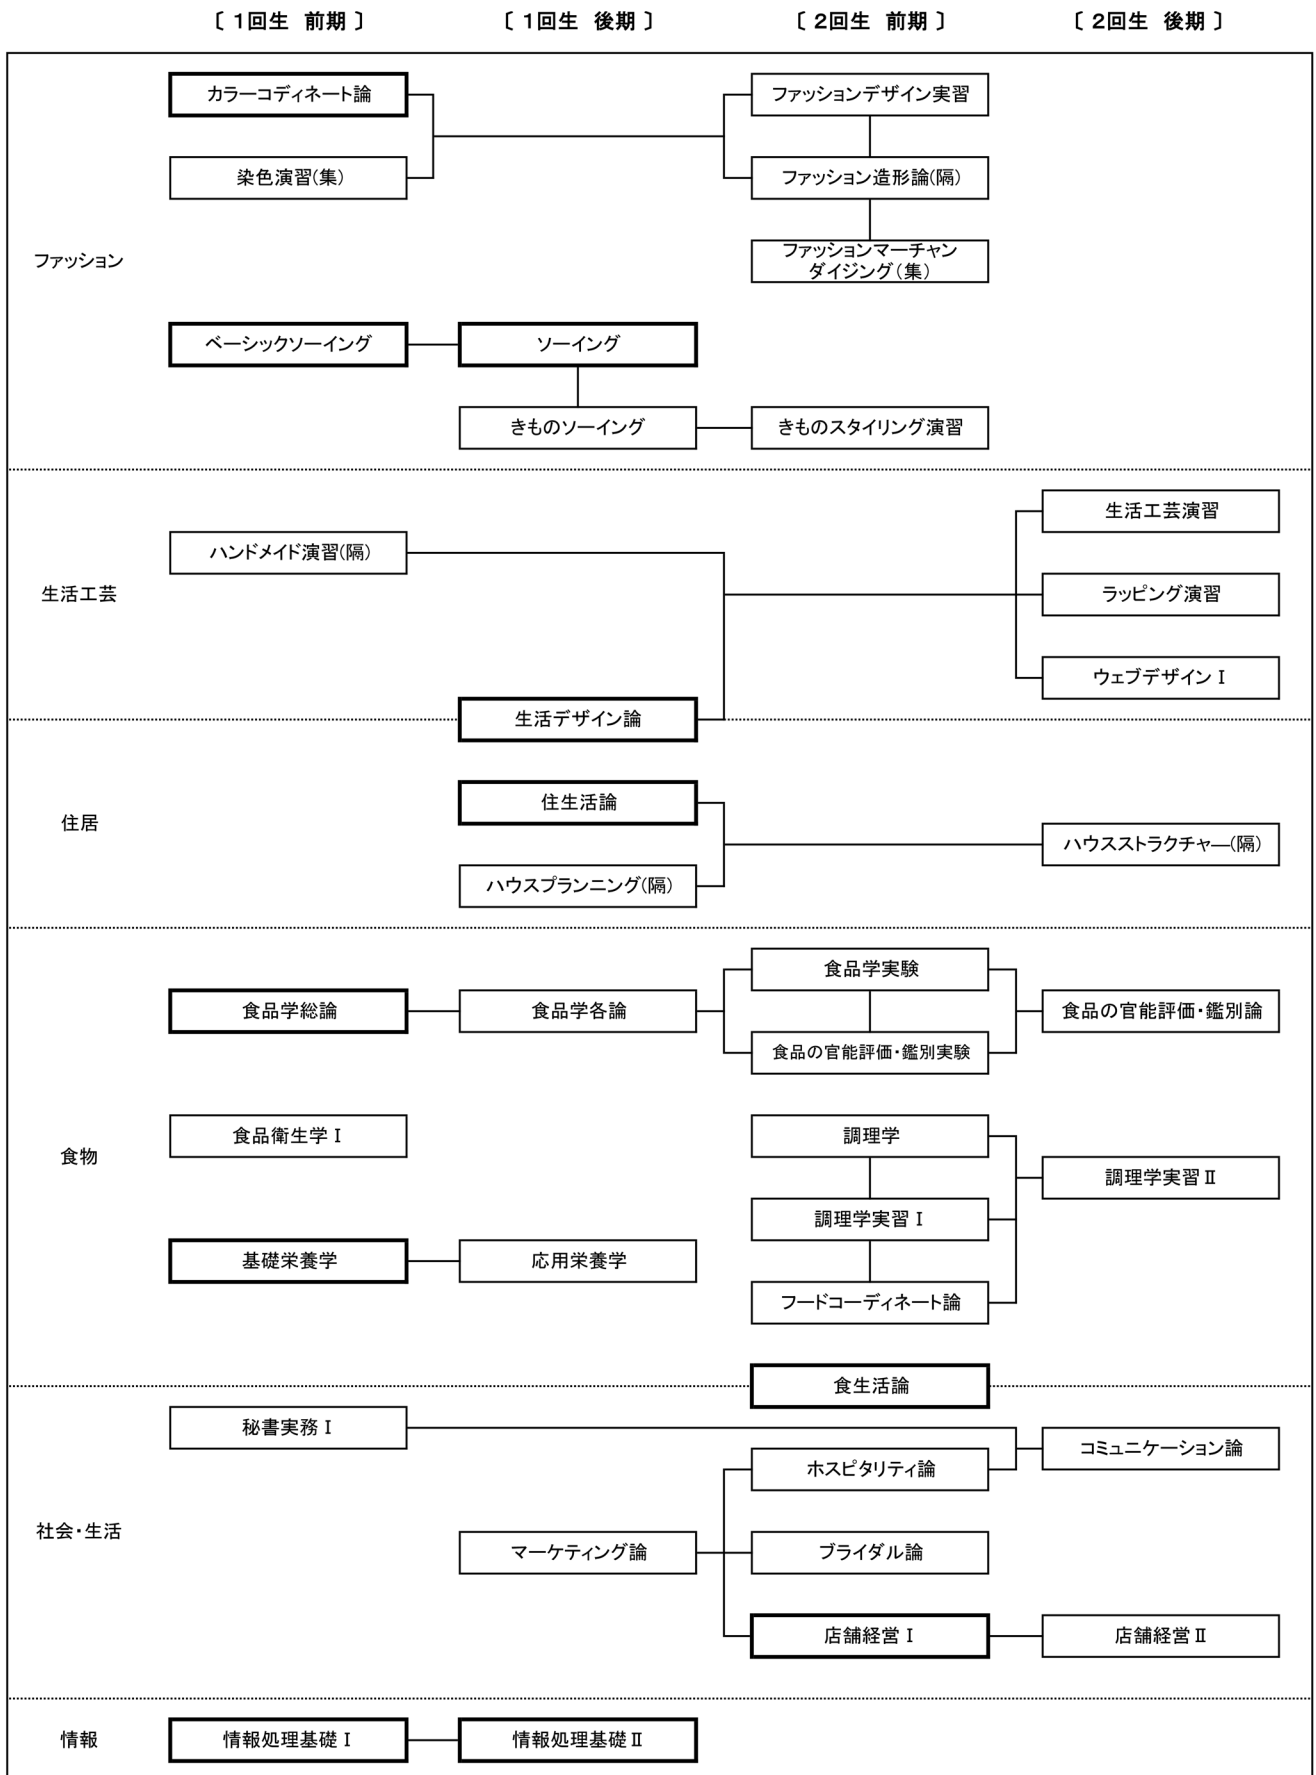 〔 1回生 前期 〕 〔 1回生 後期 〕 〔 2回生 前期 〕 〔 2回生 後期 〕
カラーコディネート論
ファッションデザイン実習
染色演習(集)
ファッション造形論(隔)
ファッション
ファッションマーチャン
ダイジング(集)
ベーシックソーイング
ソーイング
きものソーイング
きものスタイリング演習
生活工芸演習
ハンドメイド演習(隔)
生活工芸
ラッピング演習
ウェブデザインⅠ
生活デザイン論
住生活論
住居
ハウスストラクチャ―(隔)
ハウスプランニング(隔)
食品学実験
食品学総論
食品学各論
食品の官能評価・鑑別論
食品の官能評価・鑑別実験
食品衛生学Ⅰ
調理学
食物
調理学実習Ⅱ
調理学実習Ⅰ
基礎栄養学
応用栄養学
フードコーディネート論
食生活論
秘書実務Ⅰ
コミュニケーション論
ホスピタリティ論
社会・生活
マーケティング論
ブライダル論
店舗経営Ⅰ
店舗経営Ⅱ
情報
情報処理基礎Ⅰ
情報処理基礎Ⅱ